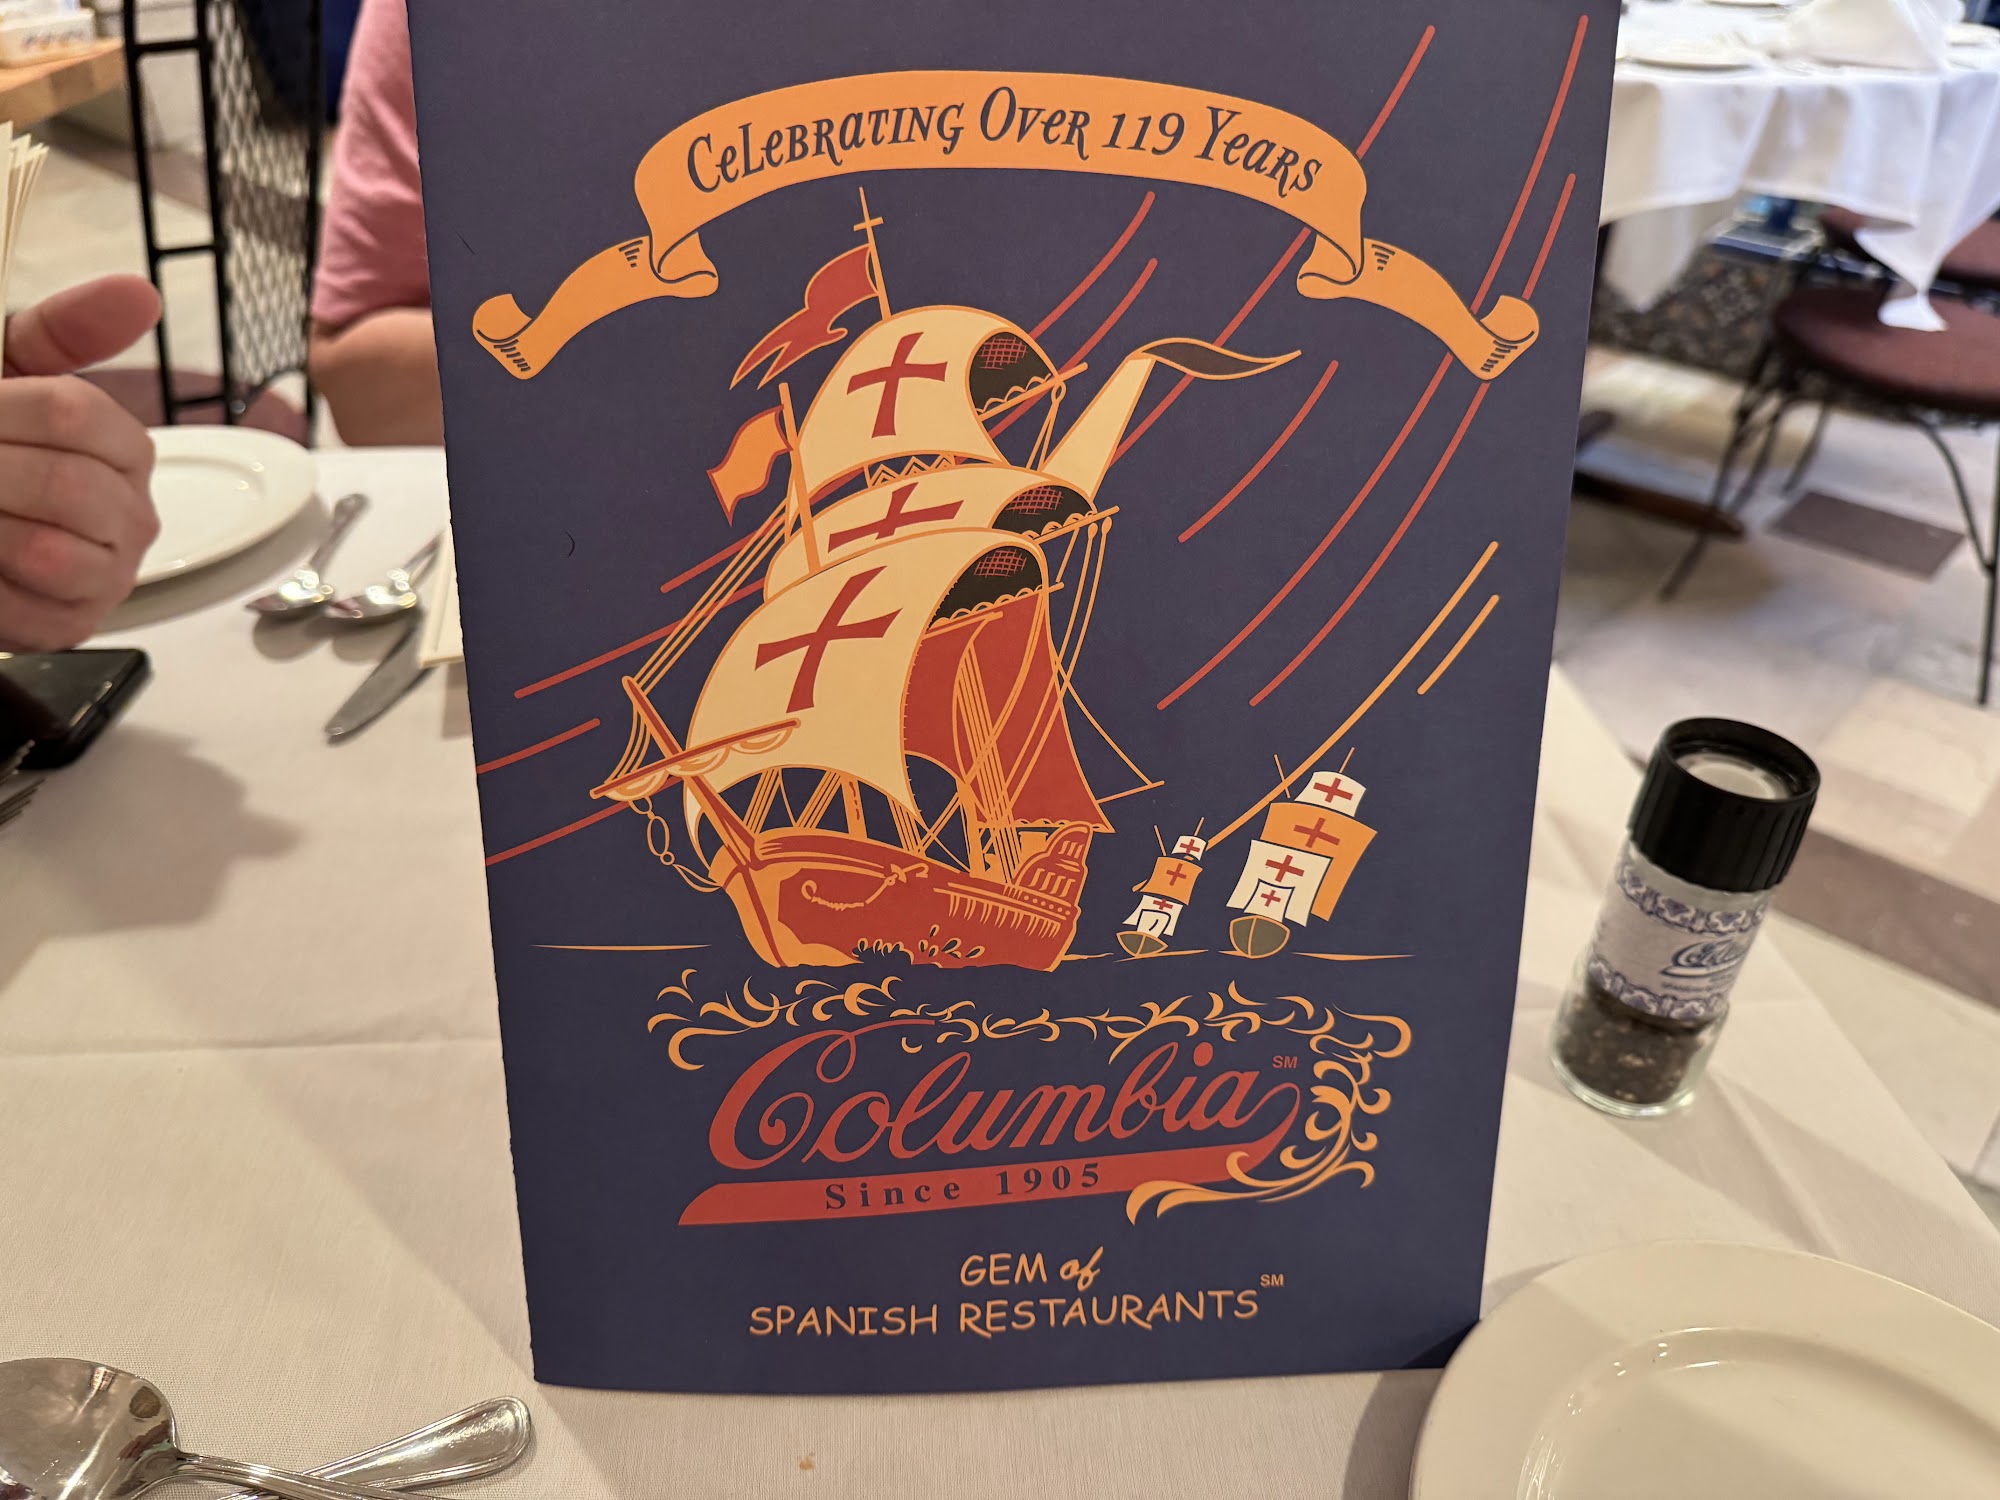 Celebrating Over 119 Years
Columbia SM
Since 1905
GEM of
SPANISH RESTAURANTS SM